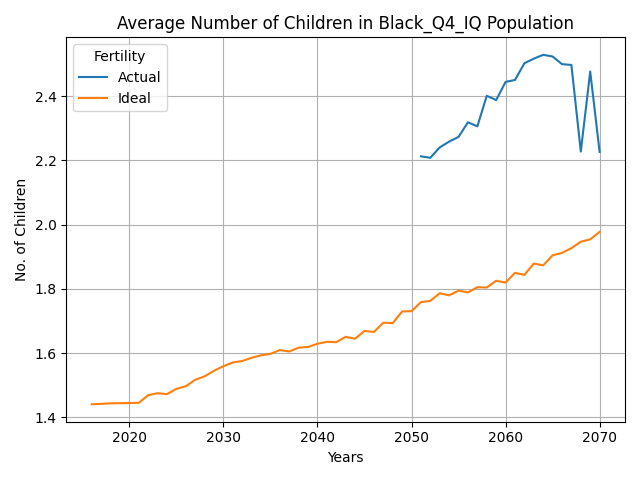 Average Number of Children in Black_Q4_IQ Population
Fertility
Actual
Ideal
No. of Children
2.4
2.2
2.0
1.8
1.6
1.4
2020 2030 2040 2050 2060 2070
Years